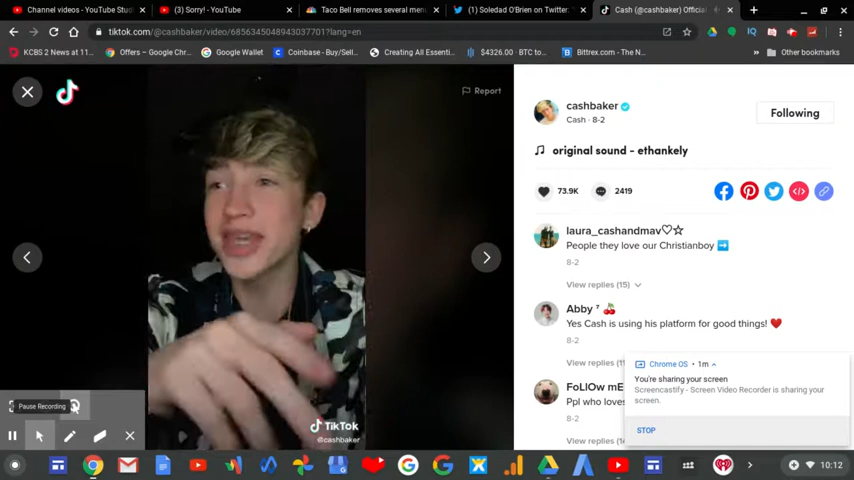 Channel videos - YouTube Stud
(3) Sorry! - YouTube
Taco Bell removes several menu
(1) Soledad O'Brien on Twitter: "
Cash (@cashbaker) Offici
tiktok.com/@cashbaker/video/6856345048943037701?lang=en
KCBS 2 News at 11...
Offers – Google Chr...
Google Wallet
Coinbase - Buy/Sell...
Creating All Essenti...
$4326.00 - BTC to...
Bittrex.com - The N...
Other bookmarks
Report
cashbaker
Cash · 8-2
Following
original sound - ethankely
73.9K
2419
laura_cashandmav♡☆
People they love our Christianboy ➡️
8-2
View replies (15)
Abby ⁷ 🍒
Yes Cash is using his platform for good things! ❤️
8-2
View replies (1
FoLlOw mE
Ppl who loves
8-2
View replies (14
Chrome OS • 1m
You're sharing your screen
Screencastify - Screen Video Recorder is sharing your
screen.
STOP
Pause Recording
TikTok
@cashbaker
10:12